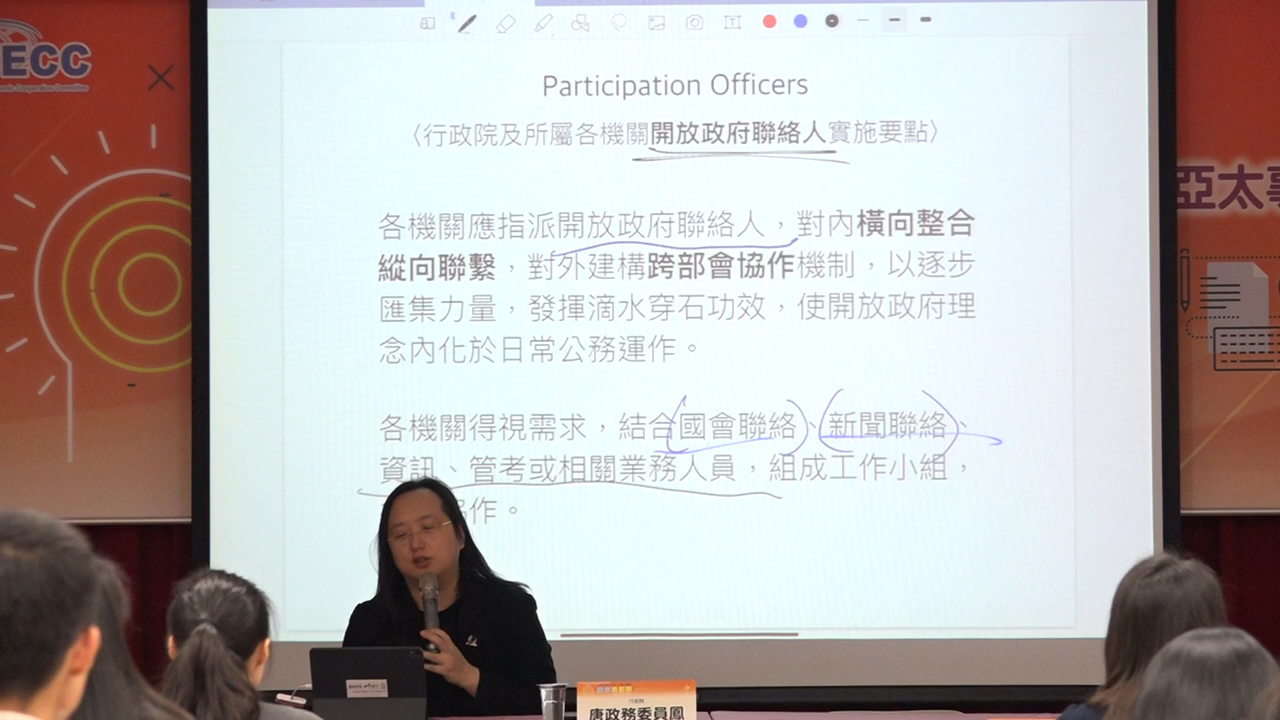 ECC
Participation Officers
〈行政院及所屬各機關開放政府聯絡人實施要點〉
亞太
各機關應指派開放政府聯絡人，對內橫向整合
縱向聯繫，對外建構跨部會協作機制，以逐步
匯集力量，發揮滴水穿石功效，使開放政府理
念內化於日常公務運作。
各機關得視需求，結合國會聯絡、新聞聯絡、
資訊、管考或相關業務人員，組成工作小組，
協作。
唐政務委員鳳